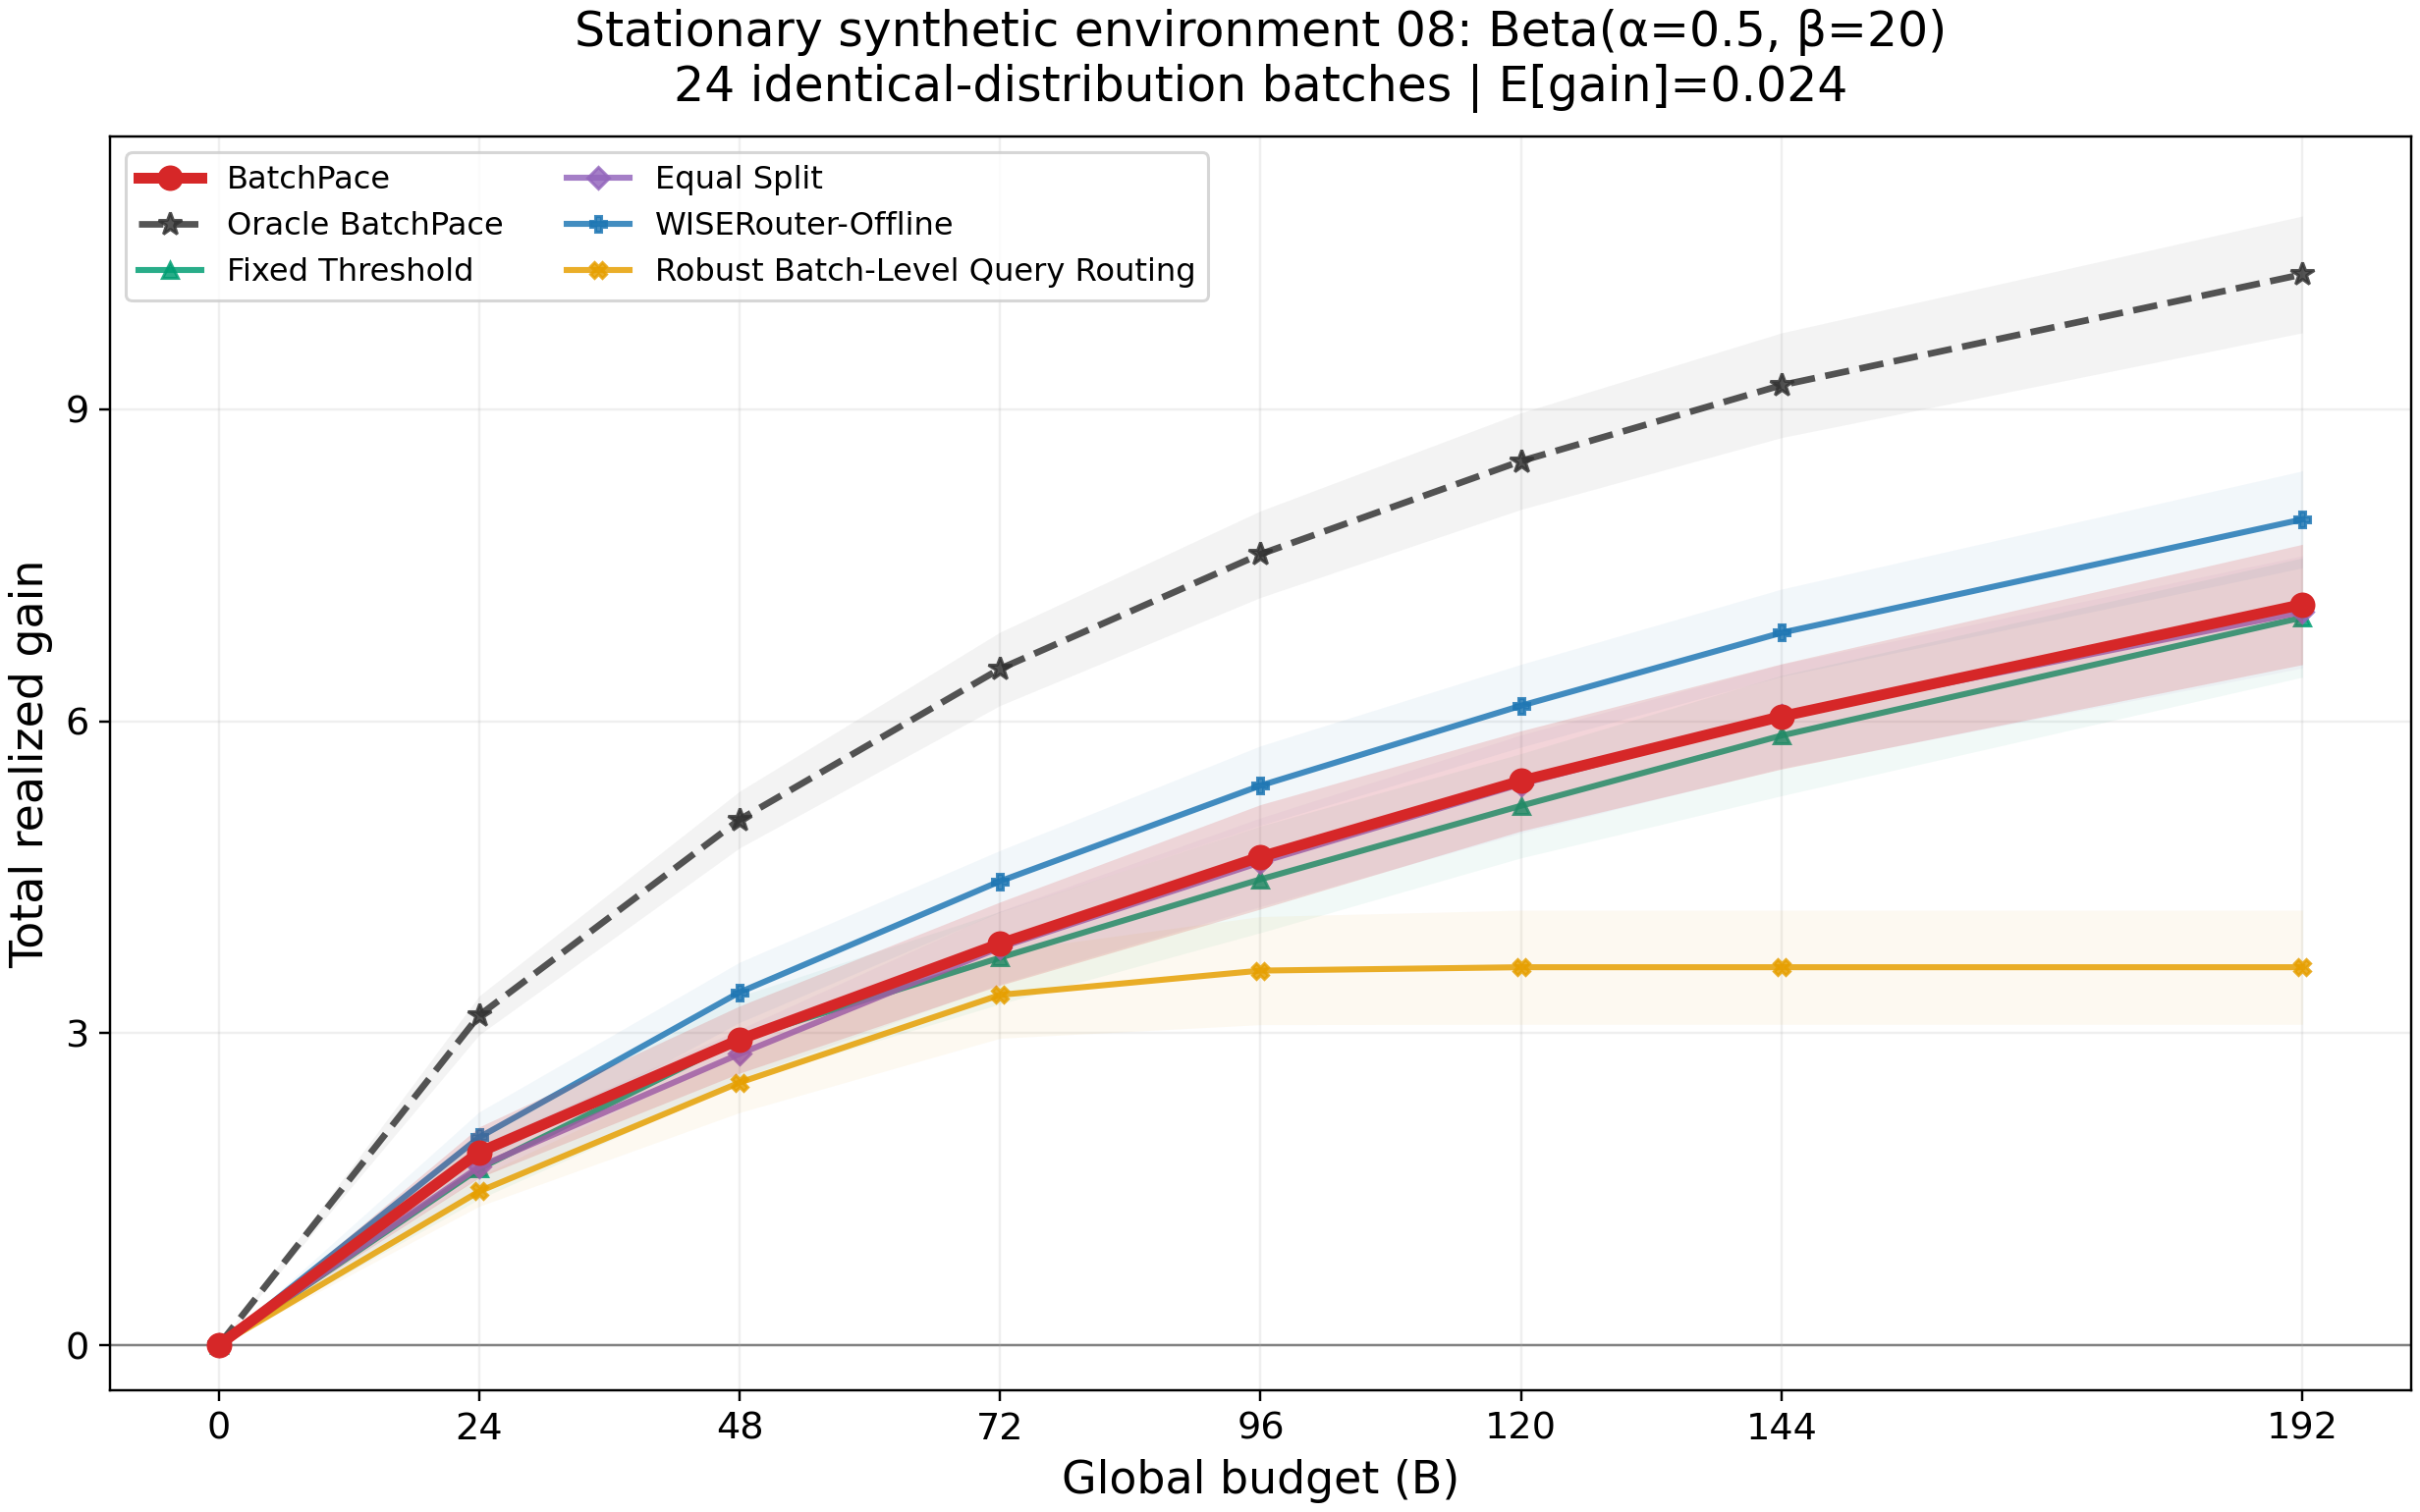 Stationary synthetic environment 08: Beta(α=0.5, β=20)
24 identical-distribution batches | E[gain]=0.024
BatchPace
Oracle BatchPace
Fixed Threshold
Equal Split
WISERouter-Offline
Robust Batch-Level Query Routing
Total realized gain
9
6
3
0
0 24 48 72 96 120 144 192
Global budget (B)